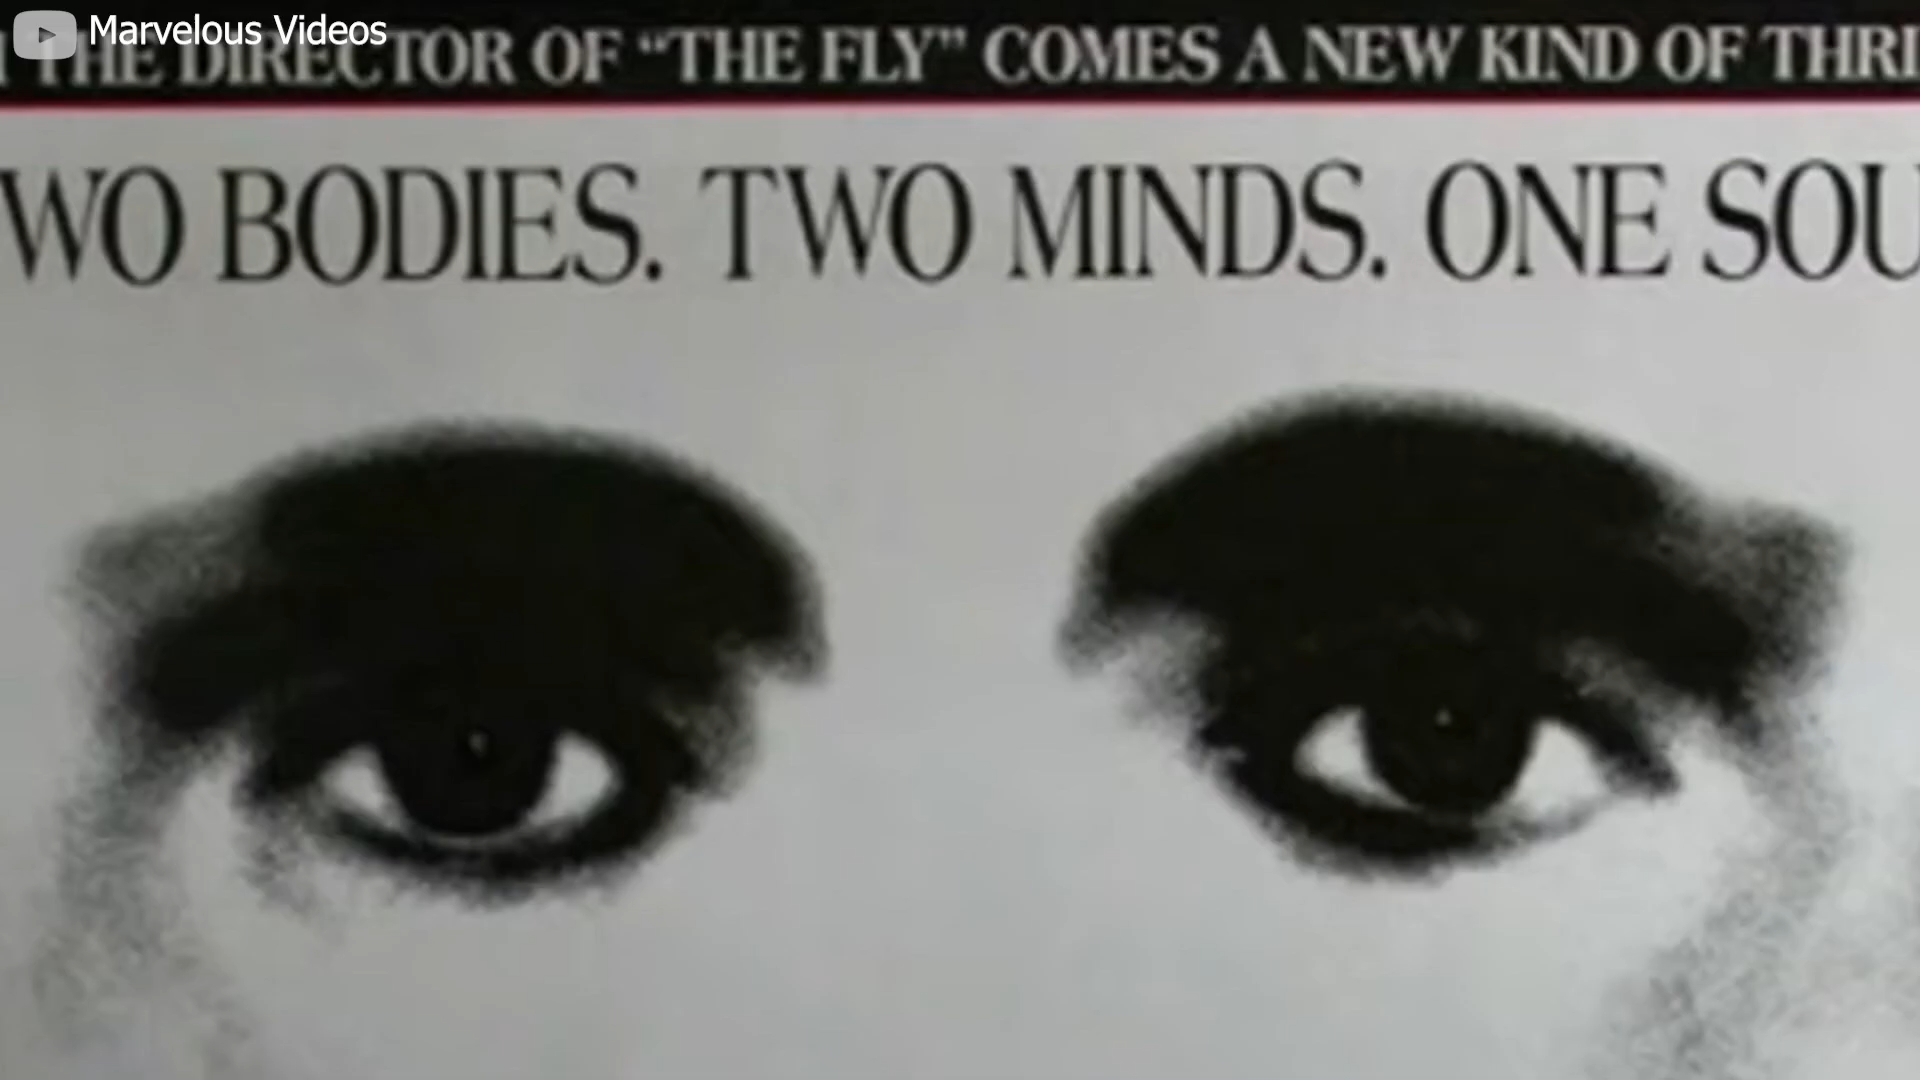 Marvelous Videos
THE DIRECTOR OF “THE FLY” COMES A NEW KIND OF THRI
WO BODIES. TWO MINDS. ONE SOU